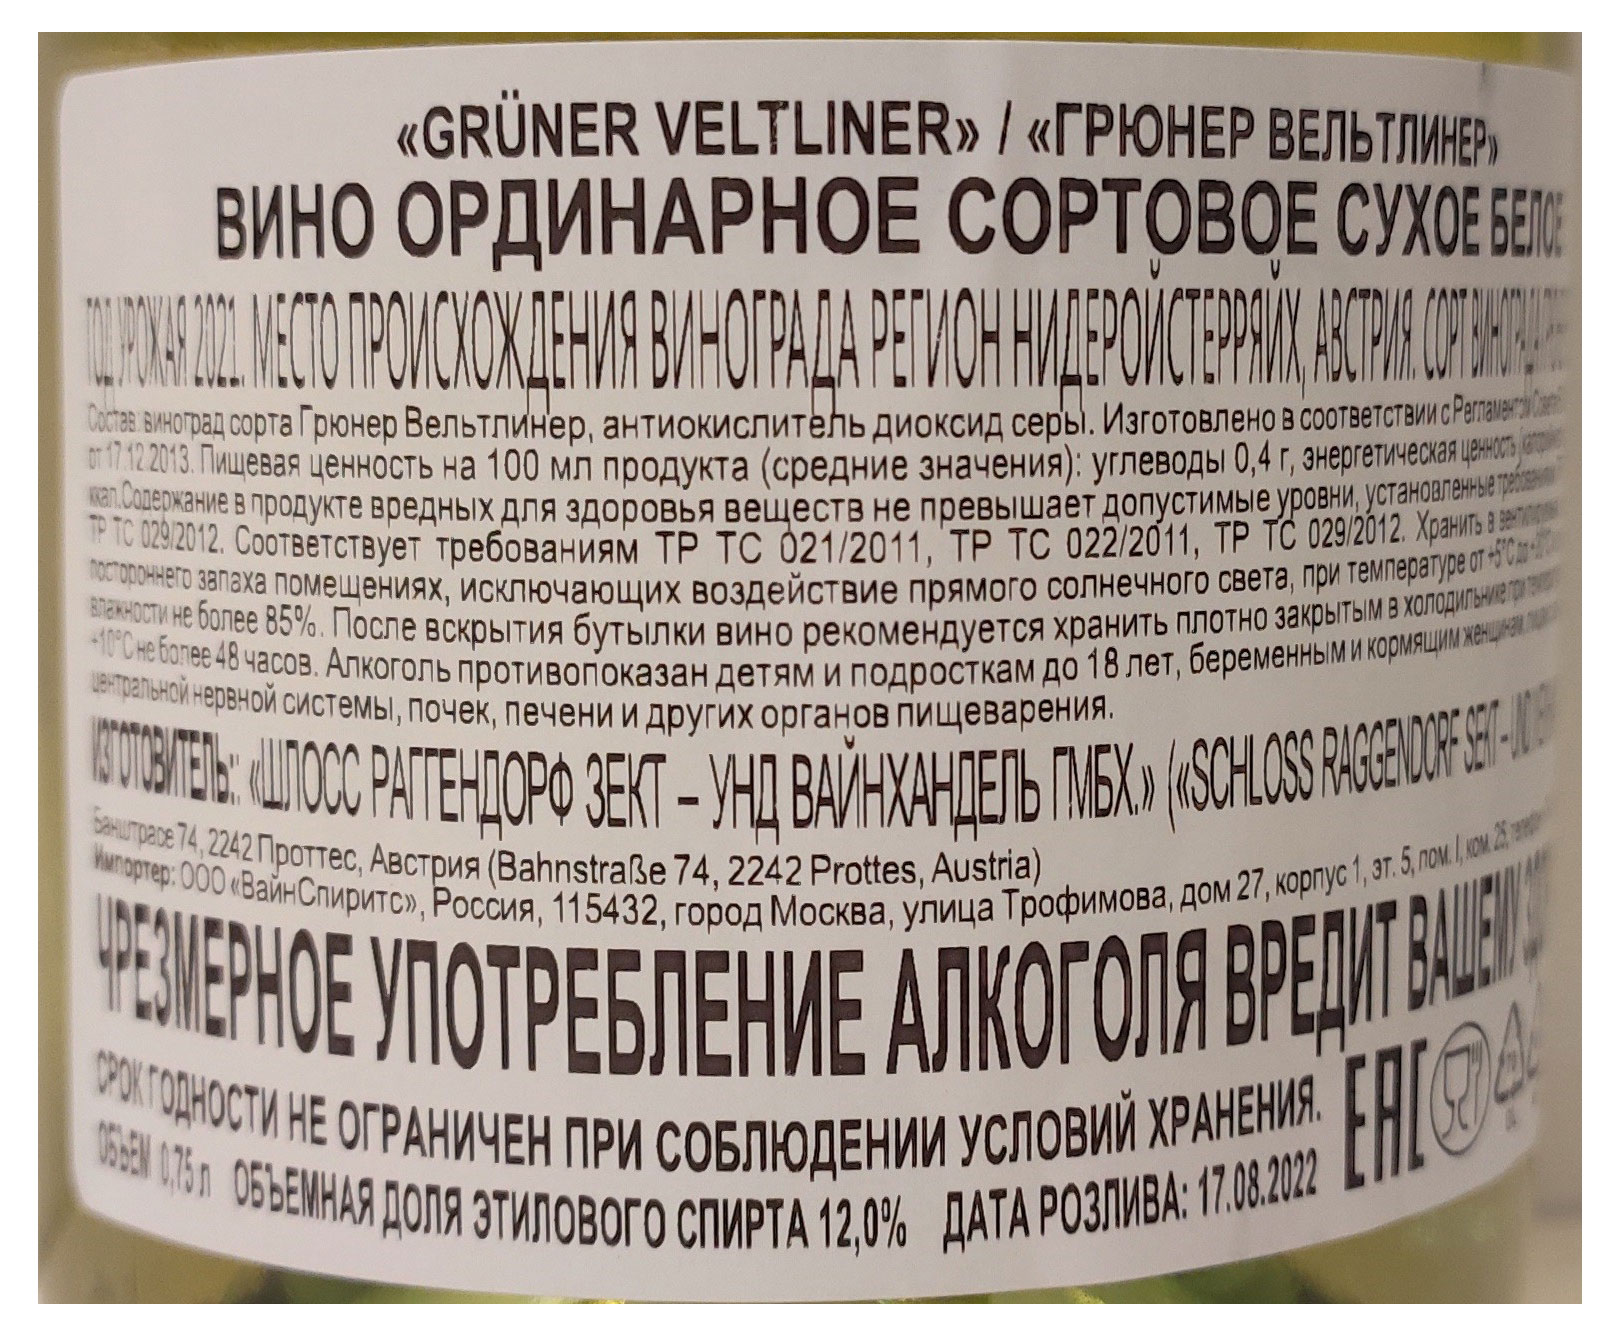 «GRÜNER VELTLINER» / «ГРЮНЕР ВЕЛЬТЛИНЕР»
ВИНО ОРДИНАРНОЕ СОРТОВОЕ СУХОЕ БЕЛОЕ
ГОД УРОЖАЯ 2021. МЕСТО ПРОИСХОЖДЕНИЯ ВИНОГРАДА РЕГИОН НИДЕРОЙСТЕРРЯЙХ, АВСТРИЯ. СОРТ ВИНОГРАДА
Состав: виноград сорта Грюнер Вельтлинер, антиокислитель диоксид серы. Изготовлено в соответствии с Регламентом
от 17.12.2013. Пищевая ценность на 100 мл продукта (средние значения): углеводы 0,4 г, энергетическая ценность
ккал.Содержание в продукте вредных для здоровья веществ не превышает допустимые уровни, установленные
ТР ТС 029/2012. Соответствует требованиям ТР ТС 021/2011, ТР ТС 022/2011, ТР ТС 029/2012. Хранить в
постороннего запаха помещениях, исключающих воздействие прямого солнечного света, при температуре от +5°С до
влажности не более 85%. После вскрытия бутылки вино рекомендуется хранить плотно закрытым в холодильнике при
+10°С не более 48 часов. Алкоголь противопоказан детям и подросткам до 18 лет, беременным и кормящим женщинам,
центральной нервной системы, почек, печени и других органов пищеварения.
ИЗГОТОВИТЕЛЬ: «ШЛОСС РАГГЕНДОРФ ЗЕКТ – УНД ВАЙНХАНДЕЛЬ ГМБХ.» («SCHLOSS RAGGENDORF SEKT – UND
Банштрасе 74, 2242 Проттес, Австрия (Bahnstraße 74, 2242 Prottes, Austria)
Импортер: ООО «ВайнСпиритс», Россия, 115432, город Москва, улица Трофимова, дом 27, корпус 1, эт. 5, пом. I, ком. 25,
ЧРЕЗМЕРНОЕ УПОТРЕБЛЕНИЕ АЛКОГОЛЯ ВРЕДИТ ВАШЕМУ
СРОК ГОДНОСТИ НЕ ОГРАНИЧЕН ПРИ СОБЛЮДЕНИИ УСЛОВИЙ ХРАНЕНИЯ.
ОБЪЕМ 0,75 л ОБЪЕМНАЯ ДОЛЯ ЭТИЛОВОГО СПИРТА 12,0% ДАТА РОЗЛИВА: 17.08.2022
EAC